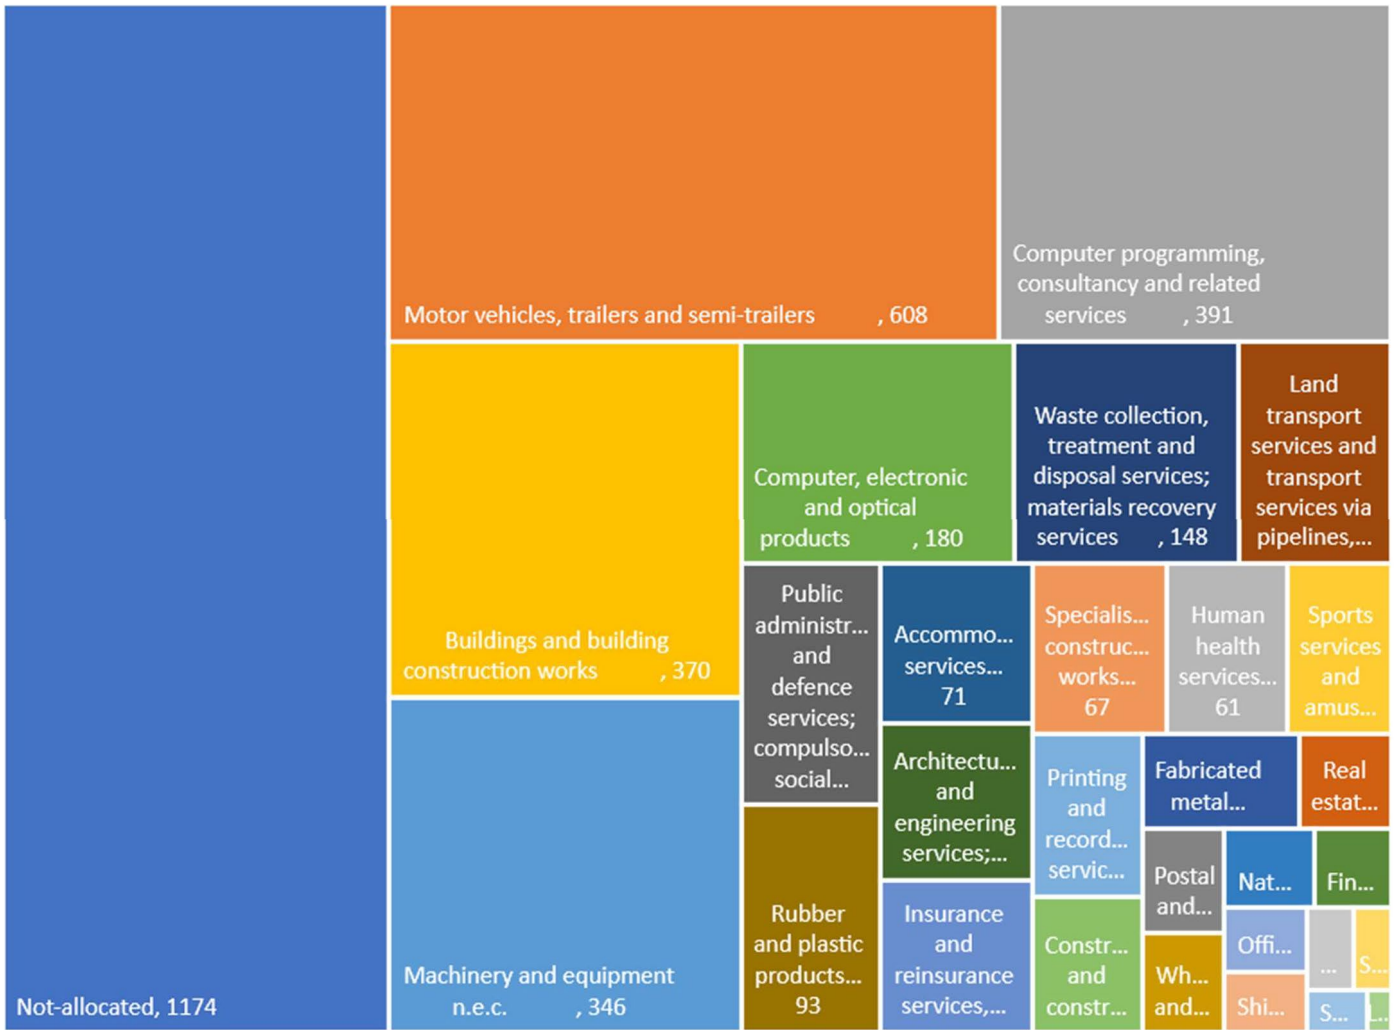 Not-allocated, 1174
Motor vehicles, trailers and semi-trailers , 608
Computer programming,
consultancy and related
services , 391
Buildings and building
construction works , 370
Machinery and equipment
n.e.c. , 346
Computer, electronic
and optical
products , 180
Waste collection,
treatment and
disposal services;
materials recovery
services , 148
Land
transport
services and
transport
services via
pipelines,...
Public
administr...
and
defence
services;
compulso...
social...
Rubber
and plastic
products...
93
Accommo...
services...
71
Architectu...
and
engineering
services;...
Insurance
and
reinsurance
services,...
Specialis...
construc...
works...
67
Human
health
services...
61
Sports
services
and
amus...
Printing
and
record...
servic...
Constr...
and
constr...
Fabricated
metal...
Real
estat...
Postal
and...
Wh...
and...
Nat...
Fin...
Offi...
Shi...
...
S...
S...
L...